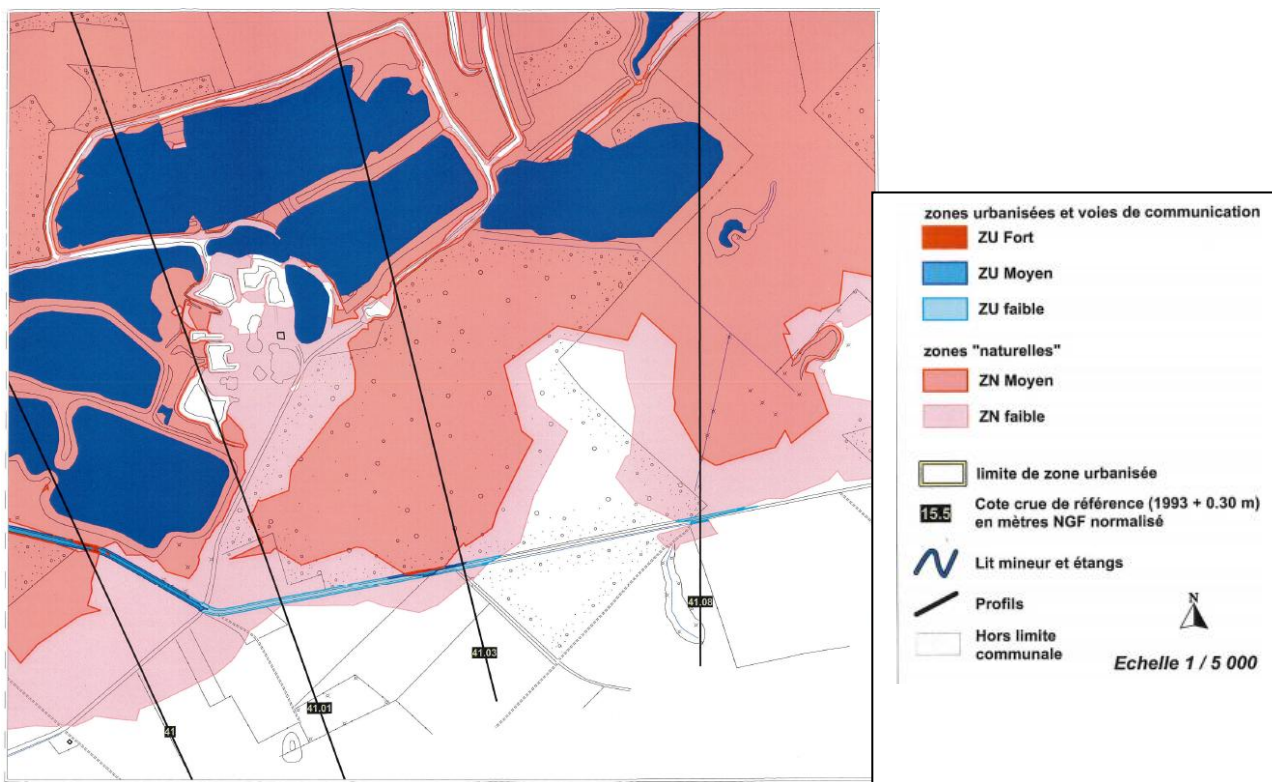 41
41.01
41.03
41.08
zones urbanisées et voies de communication
ZU Fort
ZU Moyen
ZU faible
zones "naturelles"
ZN Moyen
ZN faible
limite de zone urbanisée
15.5
Cote crue de référence (1993 + 0.30 m)
en mètres NGF normalisé
Lit mineur et étangs
Profils
N
Hors limite
communale
Echelle 1 / 5 000